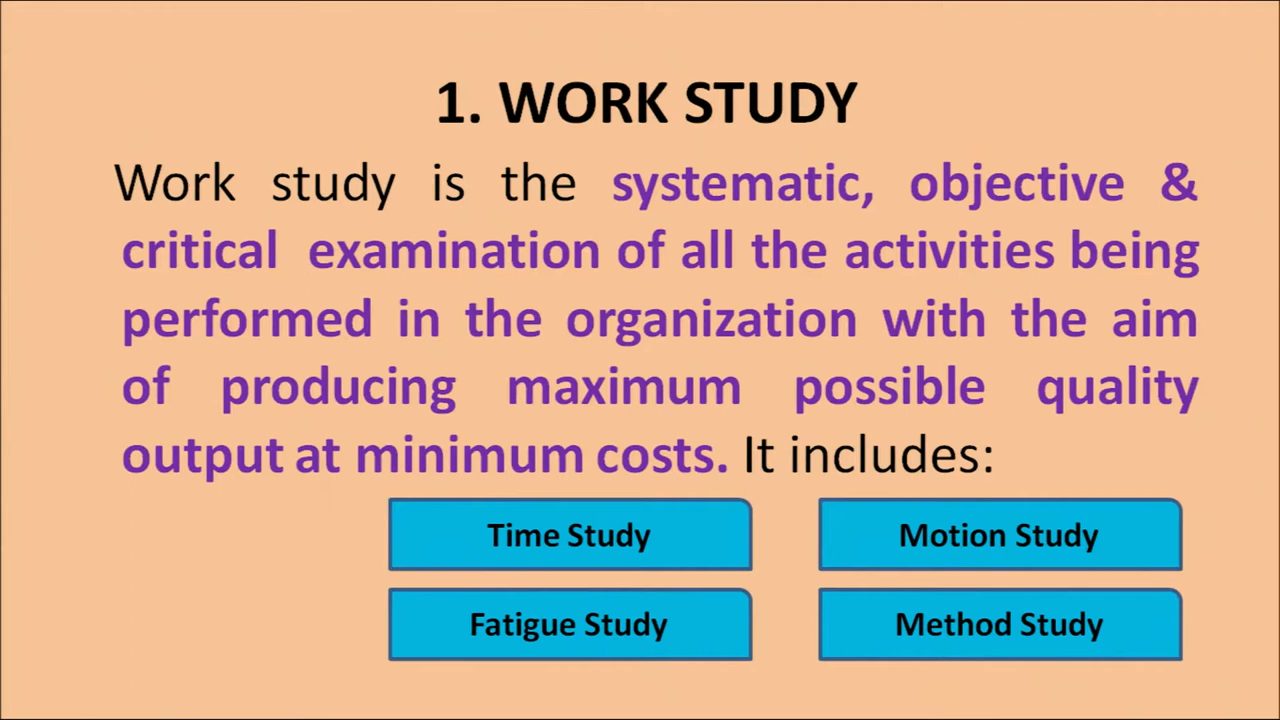 1. WORK STUDY
Work study is the systematic, objective &
critical examination of all the activities being
performed in the organization with the aim
of producing maximum possible quality
output at minimum costs. It includes:
Time Study
Motion Study
Fatigue Study
Method Study